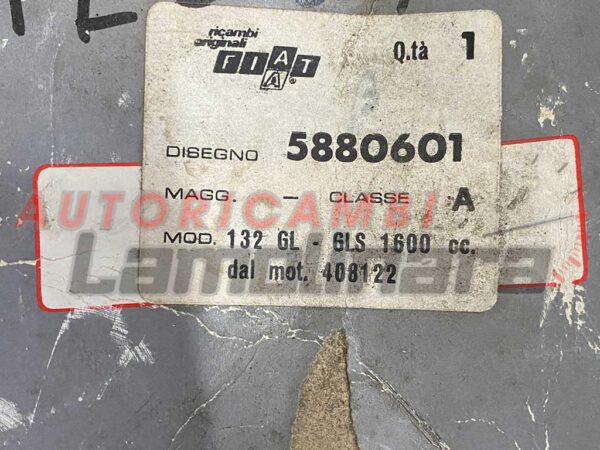 ricambi
originali
FIAT
Q.tà 1
DISEGNO 5880601
MAGG. - CLASSE A
AUTORICAMBI
MOD. 132 GL - GLS 1600 cc.
Lamonnara
dal mot. 408122